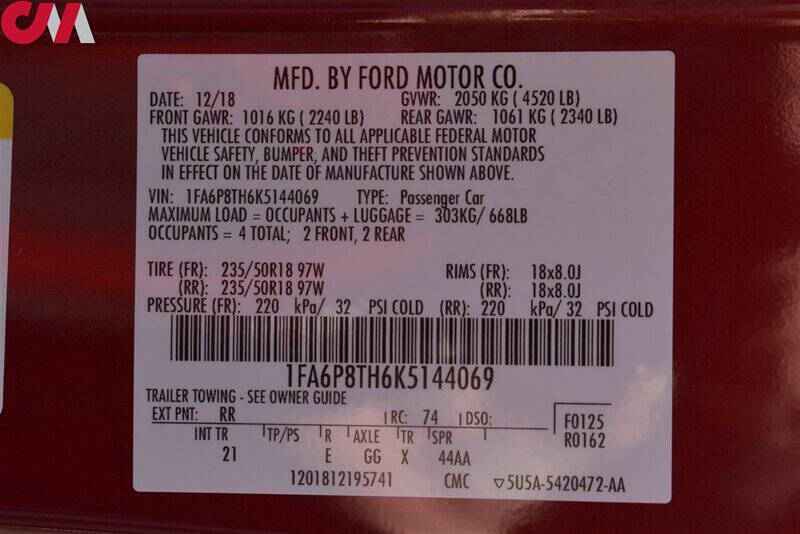 CM
MFD. BY FORD MOTOR CO.
DATE: 12/18 GVWR: 2050 KG ( 4520 LB)
FRONT GAWR: 1016 KG ( 2240 LB) REAR GAWR: 1061 KG ( 2340 LB)
THIS VEHICLE CONFORMS TO ALL APPLICABLE FEDERAL MOTOR
VEHICLE SAFETY, BUMPER, AND THEFT PREVENTION STANDARDS
IN EFFECT ON THE DATE OF MANUFACTURE SHOWN ABOVE.
VIN: 1FA6P8TH6K5144069 TYPE: Passenger Car
MAXIMUM LOAD = OCCUPANTS + LUGGAGE = 303KG/ 668LB
OCCUPANTS = 4 TOTAL; 2 FRONT, 2 REAR
TIRE (FR): 235/50R18 97W RIMS (FR): 18x8.0J
(RR): 235/50R18 97W (RR): 18x8.0J
PRESSURE (FR): 220 kPa/ 32 PSI COLD (RR): 220 kPa/ 32 PSI COLD
1FA6P8TH6K5144069
TRAILER TOWING - SEE OWNER GUIDE
EXT PNT: RR RC: 74 DSO: F0125
R0162
INT TR TP/PS R AXLE TR SPR
21 E GG X 44AA
1201812195741 CMC ▽5U5A-5420472-AA